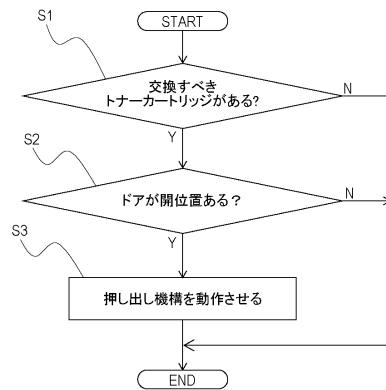 START
S1
交換すべき
トナーカートリッジがある?
N
Y
S2
ドアが開位置ある？
N
Y
S3
押し出し機構を動作させる
END